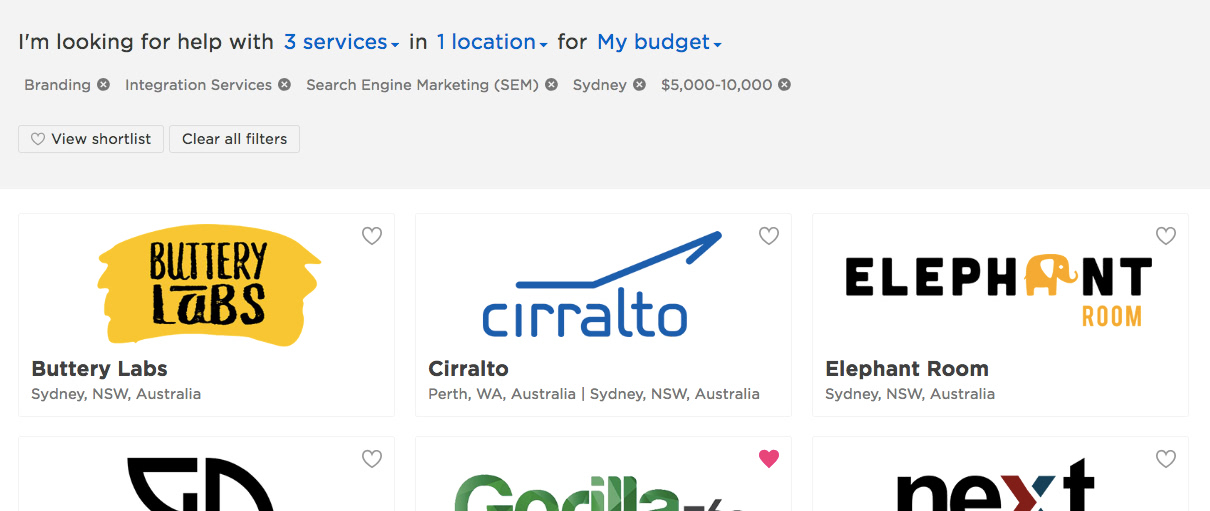 I'm looking for help with 3 services in 1 location for My budget
Branding Integration Services Search Engine Marketing (SEM) Sydney $5,000-10,000
View shortlist Clear all filters
BUTTERY
LABS
cirralto
ELEPHANT
ROOM
Buttery Labs
Sydney, NSW, Australia
Cirralto
Perth, WA, Australia | Sydney, NSW, Australia
Elephant Room
Sydney, NSW, Australia
Gorilla
next